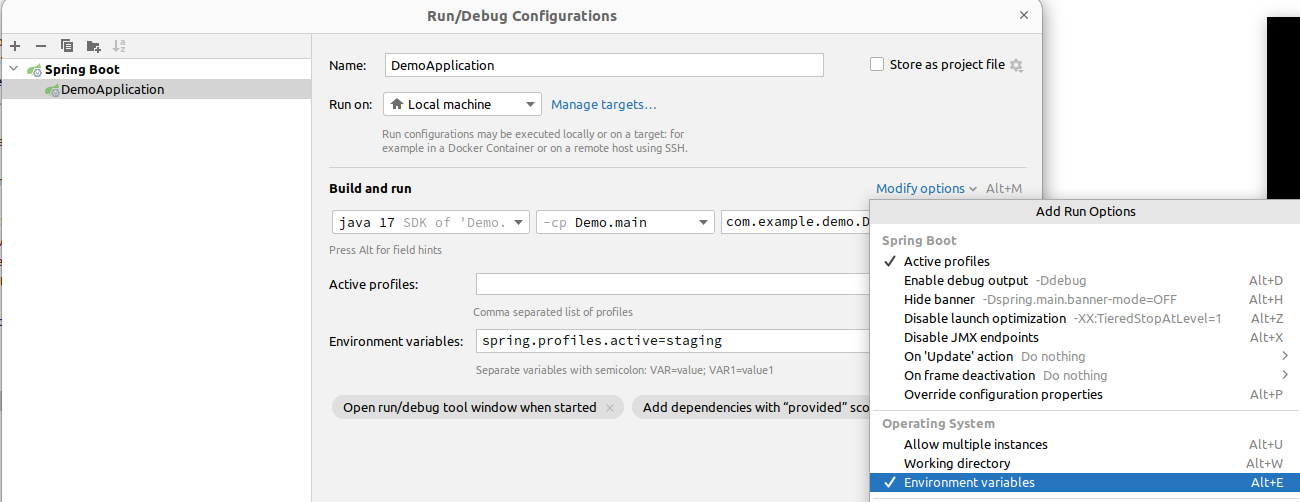 Run/Debug Configurations
Spring Boot
DemoApplication
Name: DemoApplication
Store as project file
Run on: Local machine Manage targets...
Run configurations may be executed locally or on a target: for
example in a Docker Container or on a remote host using SSH.
Build and run
Modify options Alt+M
java 17 SDK of 'Demo. -cp Demo.main com.example.demo.D
Press Alt for field hints
Active profiles:
Comma separated list of profiles
Environment variables: spring.profiles.active=staging
Separate variables with semicolon: VAR=value; VAR1=value1
Open run/debug tool window when started
Add dependencies with “provided” sco
Add Run Options
Spring Boot
Active profiles
Enable debug output -Ddebug Alt+D
Hide banner -Dspring.main.banner-mode=OFF Alt+H
Disable launch optimization -XX:TieredStopAtLevel=1 Alt+Z
Disable JMX endpoints Alt+X
On 'Update' action Do nothing
On frame deactivation Do nothing
Override configuration properties Alt+P
Operating System
Allow multiple instances Alt+U
Working directory Alt+W
Environment variables Alt+E